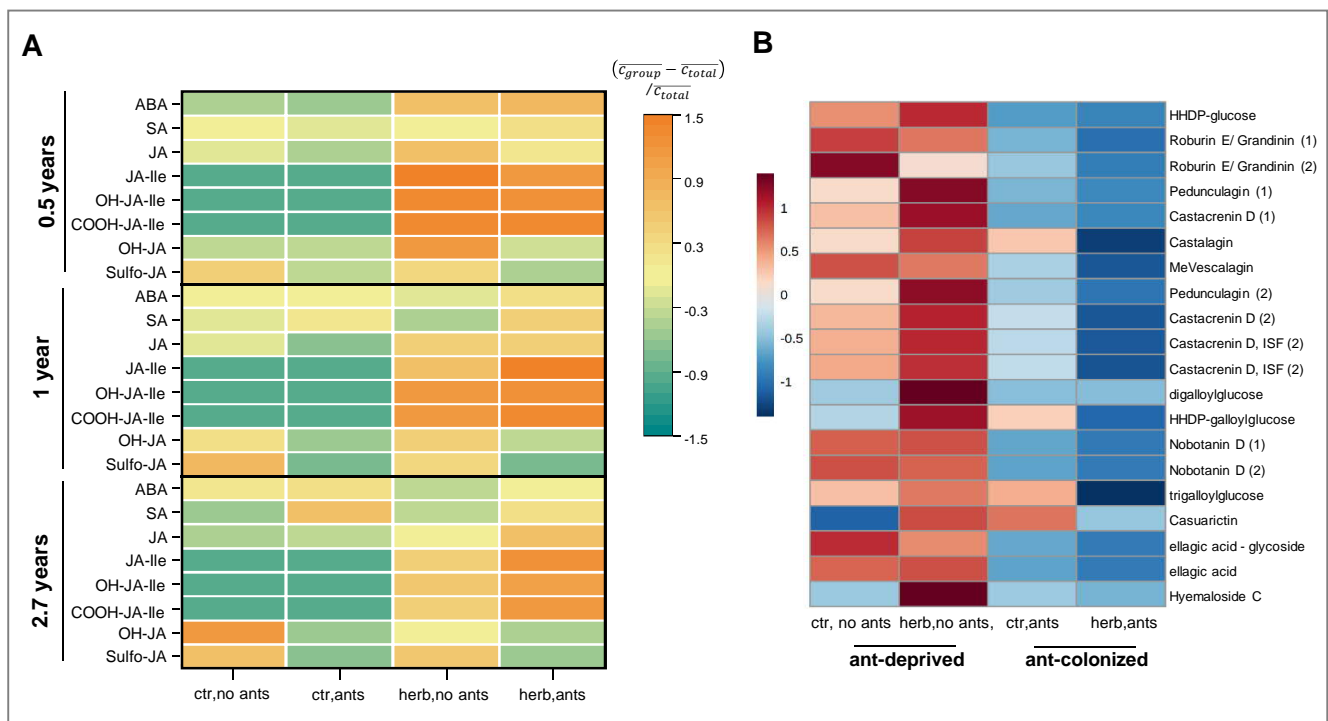 A
(c_group − c_total)
/c_total
0.5 years
ABA
SA
JA
JA-Ile
OH-JA-Ile
COOH-JA-Ile
OH-JA
Sulfo-JA
1 year
ABA
SA
JA
JA-Ile
OH-JA-Ile
COOH-JA-Ile
OH-JA
Sulfo-JA
2.7 years
ABA
SA
JA
JA-Ile
OH-JA-Ile
COOH-JA-Ile
OH-JA
Sulfo-JA
ctr,no ants
ctr,ants
herb,no ants
herb,ants
1.5
0.9
0.3
-0.3
-0.9
-1.5
B
1
0.5
0
-0.5
-1
HHDP-glucose
Roburin E/ Grandinin (1)
Roburin E/ Grandinin (2)
Pedunculagin (1)
Castacrenin D (1)
Castalagin
MeVescalagin
Pedunculagin (2)
Castacrenin D (2)
Castacrenin D, ISF (2)
Castacrenin D, ISF (2)
digalloylglucose
HHDP-galloylglucose
Nobotanin D (1)
Nobotanin D (2)
trigalloylglucose
Casuarictin
ellagic acid - glycoside
ellagic acid
Hyemaloside C
ctr, no ants
herb,no ants,
ctr,ants
herb,ants
ant-deprived
ant-colonized